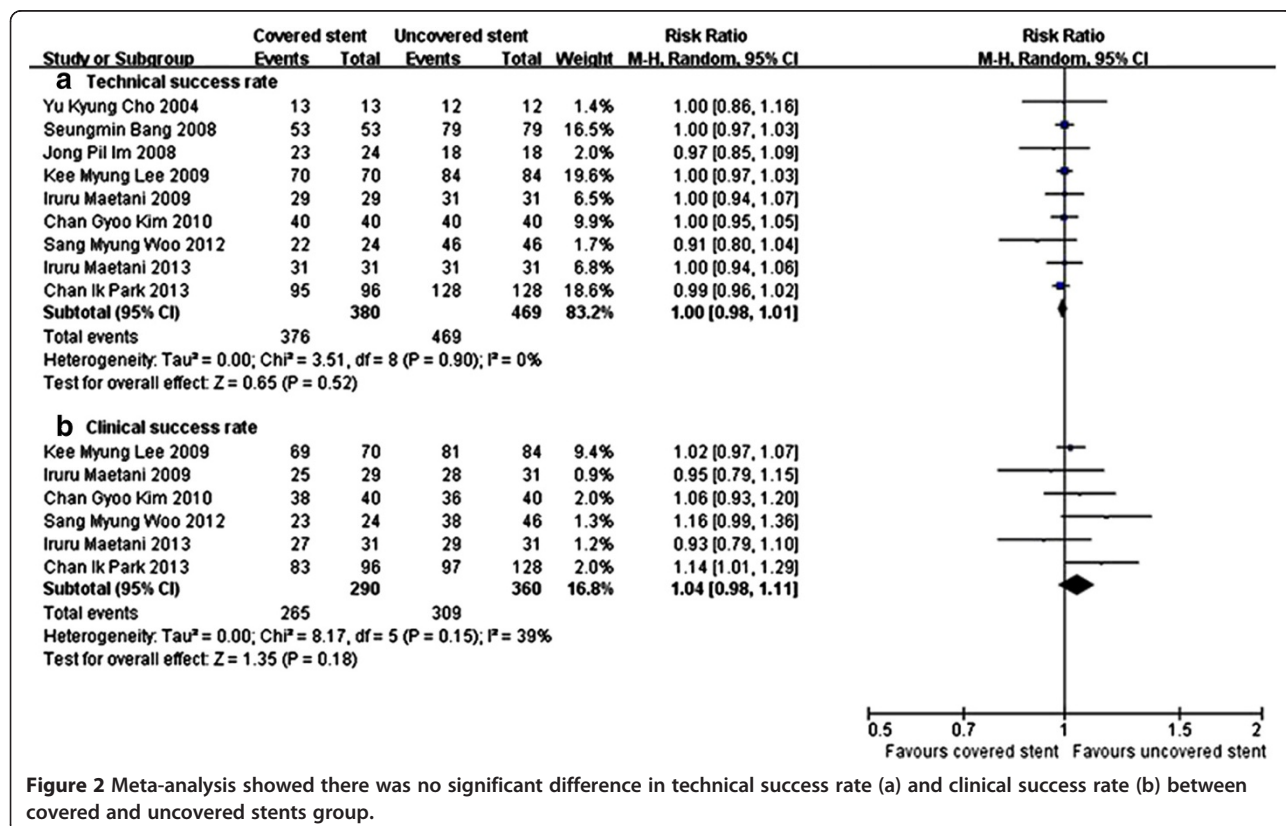 Covered stent Uncovered stent Risk Ratio Risk Ratio
Study or Subgroup Events Total Events Total Weight M-H, Random, 95% CI M-H, Random, 95% CI
a Technical success rate
Yu Kyung Cho 2004 13 13 12 12 1.4% 1.00 [0.86, 1.16]
Seungmin Bang 2008 53 53 79 79 16.5% 1.00 [0.97, 1.03]
Jong Pil Im 2008 23 24 18 18 2.0% 0.97 [0.85, 1.09]
Kee Myung Lee 2009 70 70 84 84 19.6% 1.00 [0.97, 1.03]
Iruru Maetani 2009 29 29 31 31 6.5% 1.00 [0.94, 1.07]
Chan Gyoo Kim 2010 40 40 40 40 9.9% 1.00 [0.95, 1.05]
Sang Myung Woo 2012 22 24 46 46 1.7% 0.91 [0.80, 1.04]
Iruru Maetani 2013 31 31 31 31 6.8% 1.00 [0.94, 1.06]
Chan Ik Park 2013 95 96 128 128 18.6% 0.99 [0.96, 1.02]
Subtotal (95% CI) 380 469 83.2% 1.00 [0.98, 1.01]
Total events 376 469
Heterogeneity: Tau² = 0.00; Chi² = 3.51, df = 8 (P = 0.90); I² = 0%
Test for overall effect: Z = 0.65 (P = 0.52)
b Clinical success rate
Kee Myung Lee 2009 69 70 81 84 9.4% 1.02 [0.97, 1.07]
Iruru Maetani 2009 25 29 28 31 0.9% 0.95 [0.79, 1.15]
Chan Gyoo Kim 2010 38 40 36 40 2.0% 1.06 [0.93, 1.20]
Sang Myung Woo 2012 23 24 38 46 1.3% 1.16 [0.99, 1.36]
Iruru Maetani 2013 27 31 29 31 1.2% 0.93 [0.79, 1.10]
Chan Ik Park 2013 83 96 97 128 2.0% 1.14 [1.01, 1.29]
Subtotal (95% CI) 290 360 16.8% 1.04 [0.98, 1.11]
Total events 265 309
Heterogeneity: Tau² = 0.00; Chi² = 8.17, df = 5 (P = 0.15); I² = 39%
Test for overall effect: Z = 1.35 (P = 0.18)
0.5 0.7 1 1.5 2
Favours covered stent Favours uncovered stent
Figure 2 Meta-analysis showed there was no significant difference in technical success rate (a) and clinical success rate (b) between
covered and uncovered stents group.